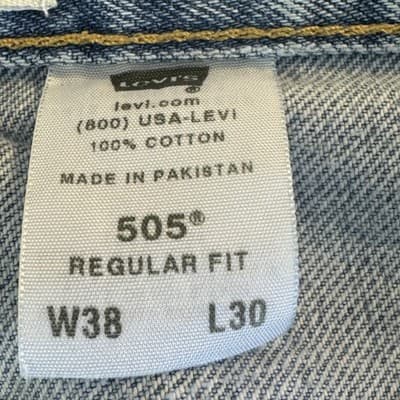 LEVI'S
levi.com
(800) USA-LEVI
100% COTTON
MADE IN PAKISTAN
505®
REGULAR FIT
W38 L30